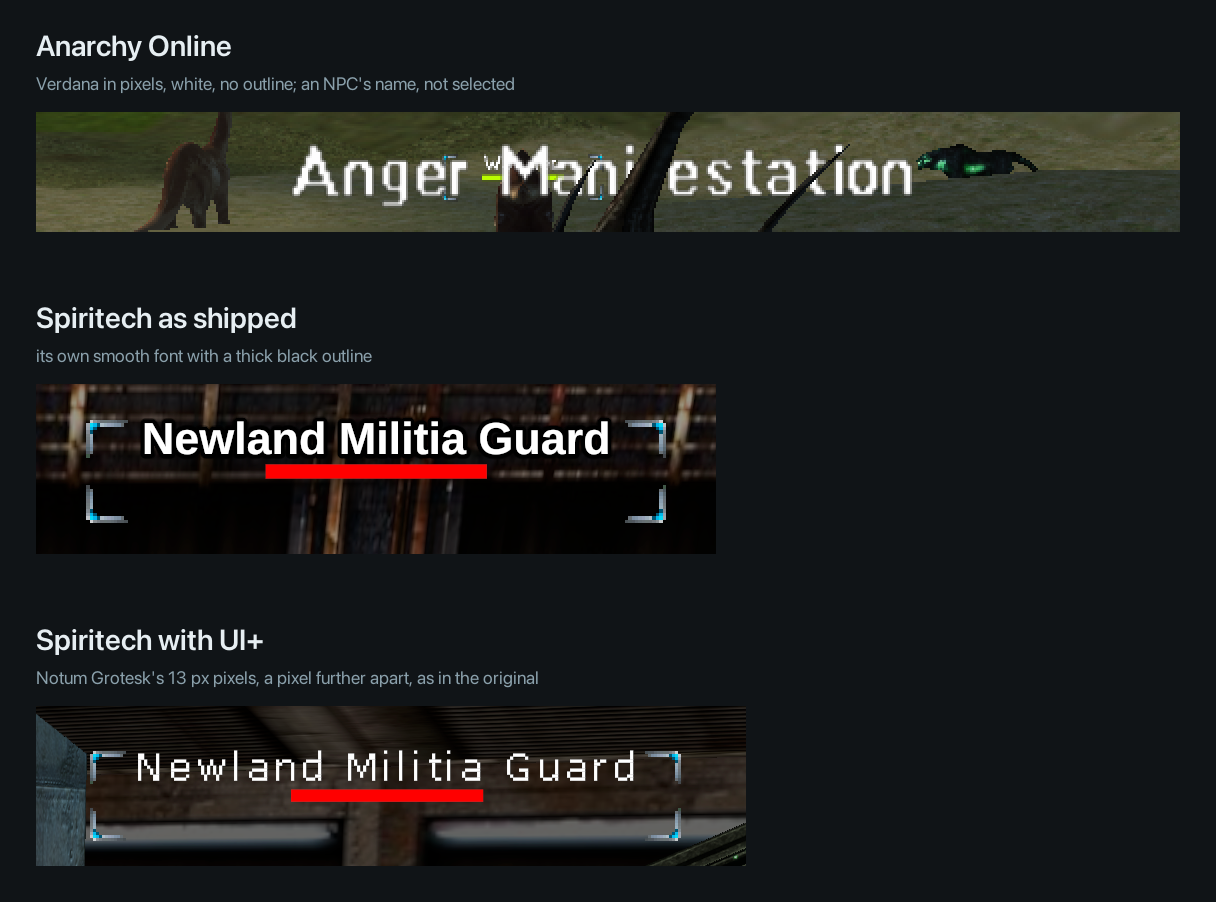 Anarchy Online
Verdana in pixels, white, no outline; an NPC's name, not selected
Anger Manifestation
Spiritech as shipped
its own smooth font with a thick black outline
Newland Militia Guard
Spiritech with UI+
Notum Grotesk's 13 px pixels, a pixel further apart, as in the original
Newland Militia Guard